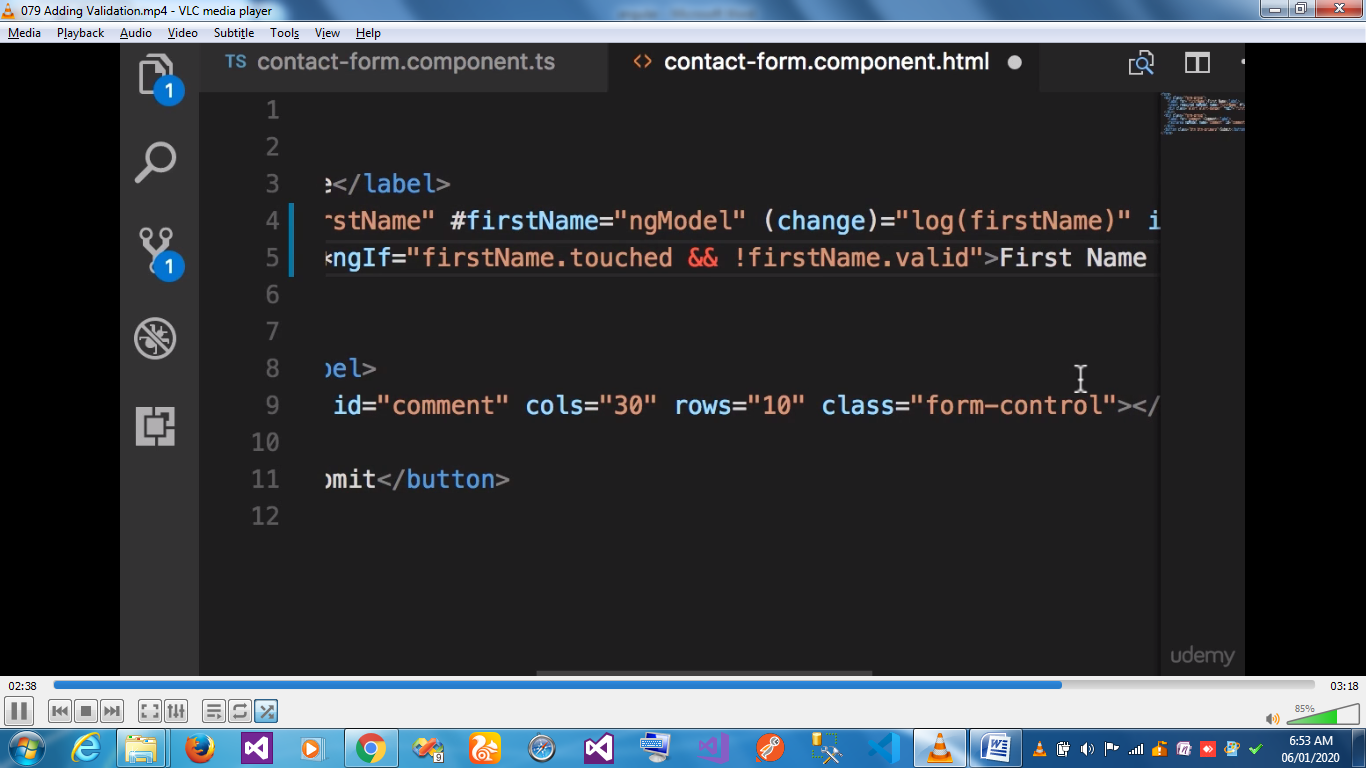 079 Adding Validation.mp4 - VLC media player
Media Playback Audio Video Subtitle Tools View Help
TS contact-form.component.ts <> contact-form.component.html
1
1
1
2
3 e</label>
4 rstName" #firstName="ngModel" (change)="log(firstName)" i
5 *ngIf="firstName.touched && !firstName.valid">First Name
6
7
8 bel>
9 id="comment" cols="30" rows="10" class="form-control"></
10
11 bmit</button>
12
udemy
02:38 03:18
85%
6:53 AM
06/01/2020